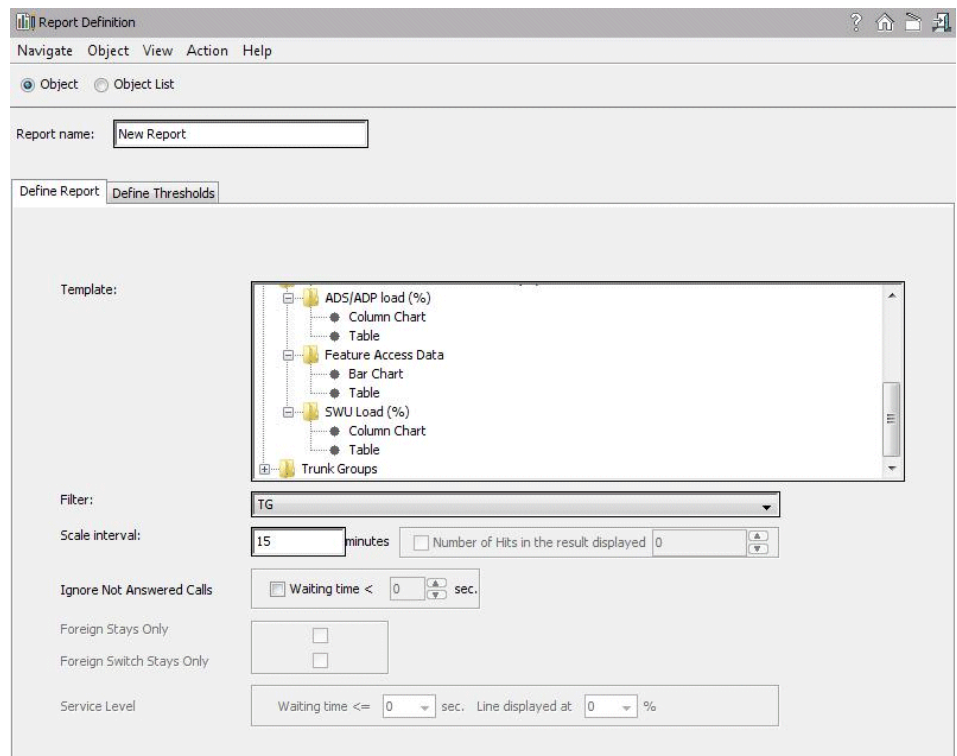 Report Definition
Navigate Object View Action Help
Object Object List
Report name: New Report
Define Report Define Thresholds
Template:
ADS/ADP load (%)
Column Chart
Table
Feature Access Data
Bar Chart
Table
SWU Load (%)
Column Chart
Table
Trunk Groups
Filter: TG
Scale interval: 15 minutes Number of Hits in the result displayed 0
Ignore Not Answered Calls Waiting time < 0 sec.
Foreign Stays Only
Foreign Switch Stays Only
Service Level Waiting time <= 0 sec. Line displayed at 0 %